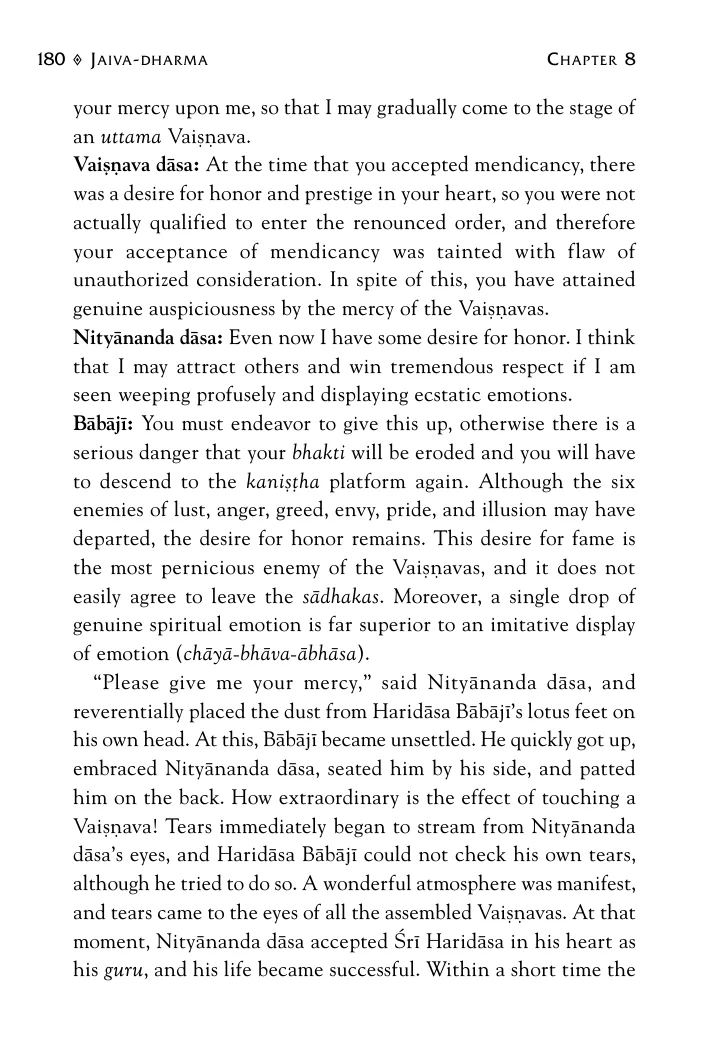 180 ◊ Jaiva-dharma Chapter 8
your mercy upon me, so that I may gradually come to the stage of
an uttama Vaiṣṇava.
Vaiṣṇava dāsa: At the time that you accepted mendicancy, there
was a desire for honor and prestige in your heart, so you were not
actually qualified to enter the renounced order, and therefore
your acceptance of mendicancy was tainted with flaw of
unauthorized consideration. In spite of this, you have attained
genuine auspiciousness by the mercy of the Vaiṣṇavas.
Nityānanda dāsa: Even now I have some desire for honor. I think
that I may attract others and win tremendous respect if I am
seen weeping profusely and displaying ecstatic emotions.
Bābājī: You must endeavor to give this up, otherwise there is a
serious danger that your bhakti will be eroded and you will have
to descend to the kaniṣṭha platform again. Although the six
enemies of lust, anger, greed, envy, pride, and illusion may have
departed, the desire for honor remains. This desire for fame is
the most pernicious enemy of the Vaiṣṇavas, and it does not
easily agree to leave the sādhakas. Moreover, a single drop of
genuine spiritual emotion is far superior to an imitative display
of emotion (chāyā-bhāva-ābhāsa).
“Please give me your mercy,” said Nityānanda dāsa, and
reverentially placed the dust from Haridāsa Bābājī’s lotus feet on
his own head. At this, Bābājī became unsettled. He quickly got up,
embraced Nityānanda dāsa, seated him by his side, and patted
him on the back. How extraordinary is the effect of touching a
Vaiṣṇava! Tears immediately began to stream from Nityānanda
dāsa’s eyes, and Haridāsa Bābājī could not check his own tears,
although he tried to do so. A wonderful atmosphere was manifest,
and tears came to the eyes of all the assembled Vaiṣṇavas. At that
moment, Nityānanda dāsa accepted Śrī Haridāsa in his heart as
his guru, and his life became successful. Within a short time the